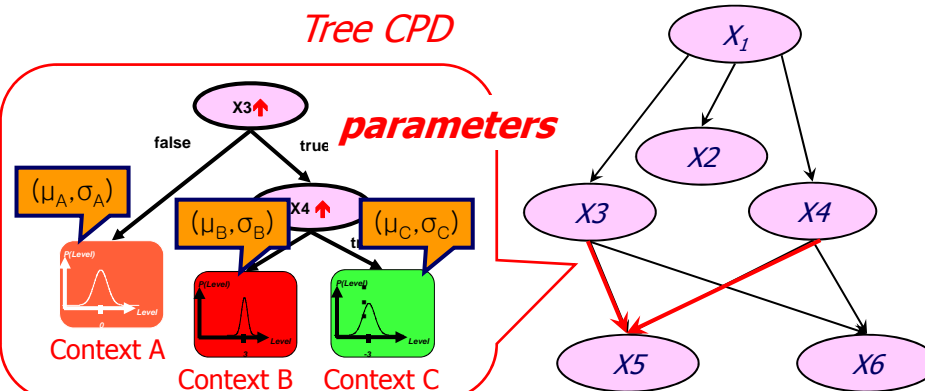 Tree CPD
X1
X3
parameters
false
true
X2
(μA,σA)
X4
(μB,σB)
(μC,σC)
X3
X4
P(Level)
Level
0
P(Level)
Level
3
P(Level)
Level
-3
Context A
Context B
Context C
X5
X6